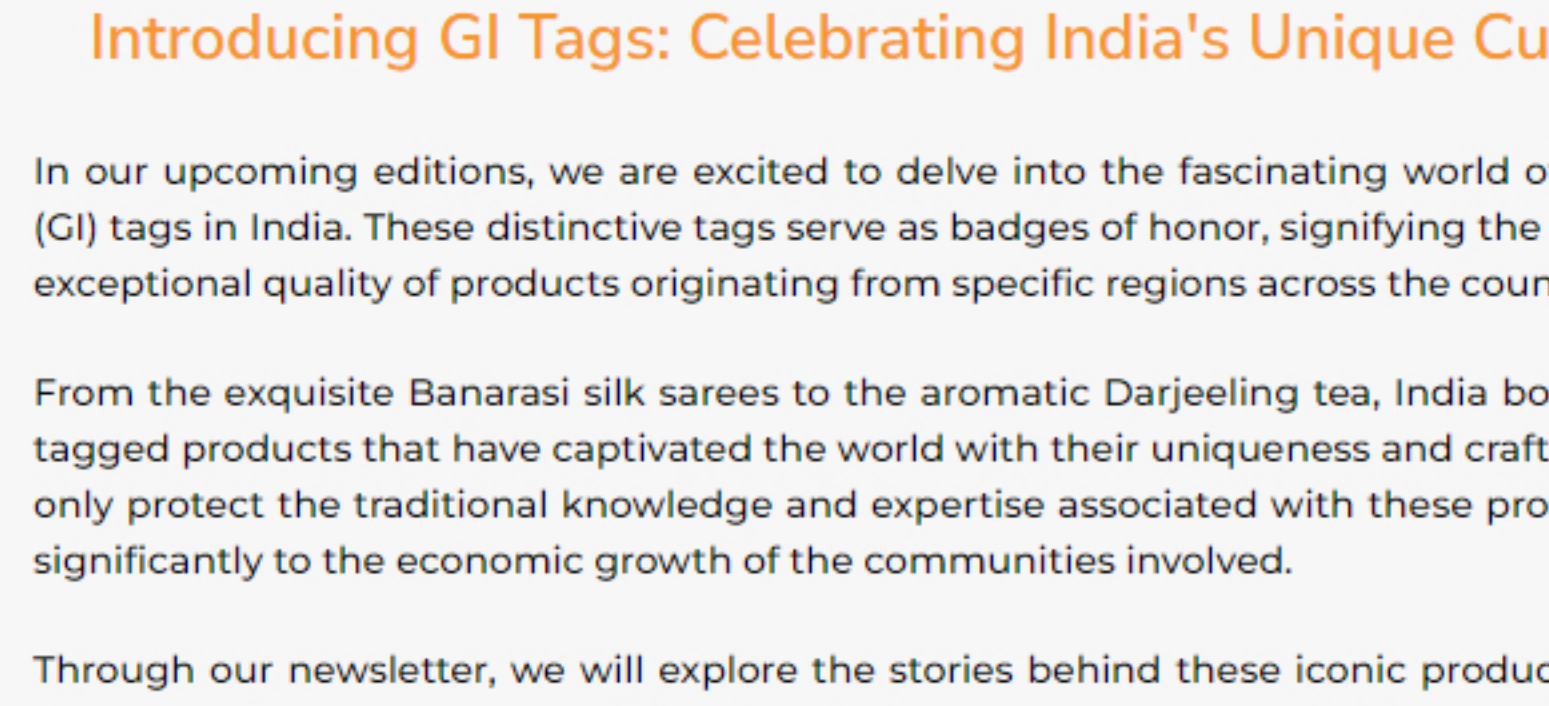 Introducing GI Tags: Celebrating India's Unique Cu
In our upcoming editions, we are excited to delve into the fascinating world of
(GI) tags in India. These distinctive tags serve as badges of honor, signifying the
exceptional quality of products originating from specific regions across the coun
From the exquisite Banarasi silk sarees to the aromatic Darjeeling tea, India bo
tagged products that have captivated the world with their uniqueness and craft
only protect the traditional knowledge and expertise associated with these pro
significantly to the economic growth of the communities involved.
Through our newsletter, we will explore the stories behind these iconic produc